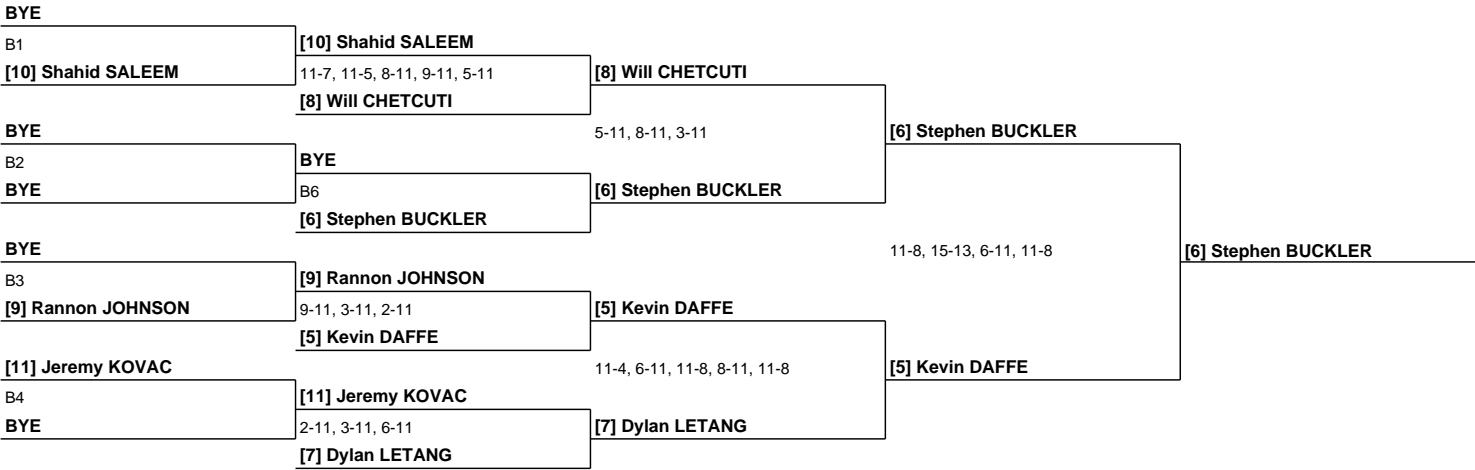 BYE
B1
[10] Shahid SALEEM
[10] Shahid SALEEM
11-7, 11-5, 8-11, 9-11, 5-11
[8] Will CHETCUTI
[8] Will CHETCUTI
BYE
B2
BYE
BYE
B6
[6] Stephen BUCKLER
5-11, 8-11, 3-11
[6] Stephen BUCKLER
[6] Stephen BUCKLER
BYE
B3
[9] Rannon JOHNSON
[9] Rannon JOHNSON
9-11, 3-11, 2-11
[5] Kevin DAFFE
[5] Kevin DAFFE
[11] Jeremy KOVAC
B4
BYE
[11] Jeremy KOVAC
2-11, 3-11, 6-11
[7] Dylan LETANG
11-4, 6-11, 11-8, 8-11, 11-8
[7] Dylan LETANG
[5] Kevin DAFFE
11-8, 15-13, 6-11, 11-8
[6] Stephen BUCKLER